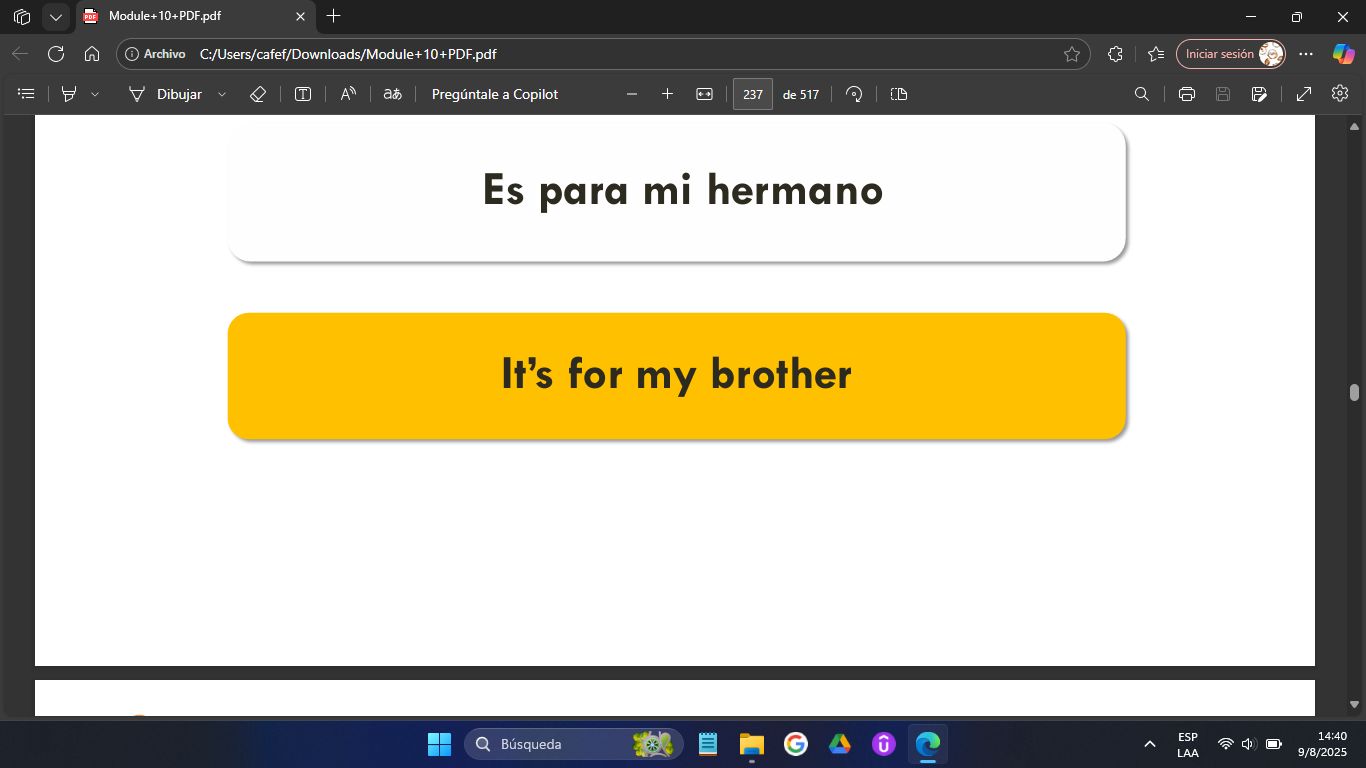 Module+10+PDF.pdf
Archivo C:/Users/cafef/Downloads/Module+10+PDF.pdf Iniciar sesión
Dibujar Pregúntale a Copilot 237 de 517
Es para mi hermano
It's for my brother
Búsqueda
ESP
LAA
14:40
9/8/2025